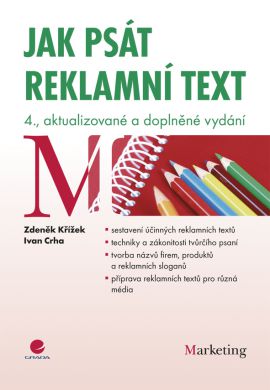 JAK PSÁT
REKLAMNÍ TEXT
4., aktualizované a doplněné vydání
M
Zdeněk Křížek
Ivan Crha
sestavení účinných reklamních textů
techniky a zákonitosti tvůrčího psaní
tvorba názvů firem, produktů
a reklamních sloganů
příprava reklamních textů pro různá
média
GRADA
Marketing